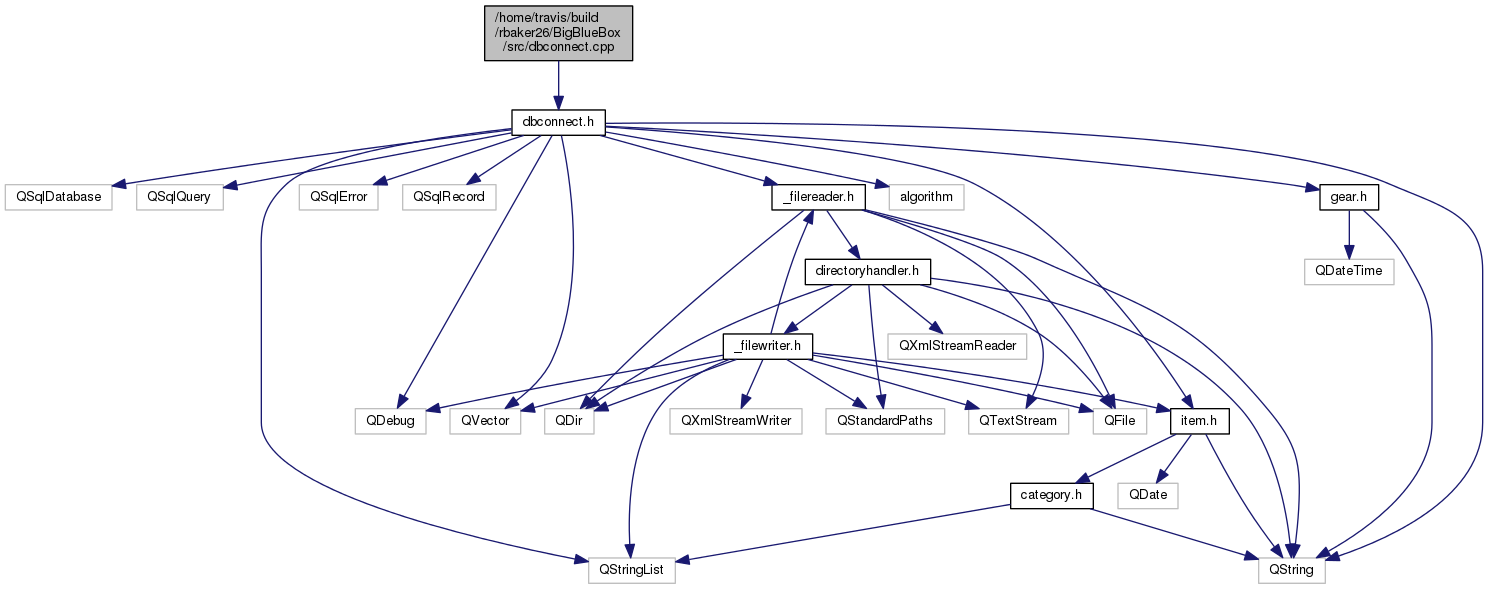 /home/travis/build
/rbaker26/BigBlueBox
/src/dbconnect.cpp
dbconnect.h
QSqlDatabase
QSqlQuery
QSqlError
QSqlRecord
_filereader.h
algorithm
gear.h
directoryhandler.h
QDateTime
_filewriter.h
QXmlStreamReader
QDebug
QVector
QDir
QXmlStreamWriter
QStandardPaths
QTextStream
QFile
item.h
category.h
QDate
QStringList
QString